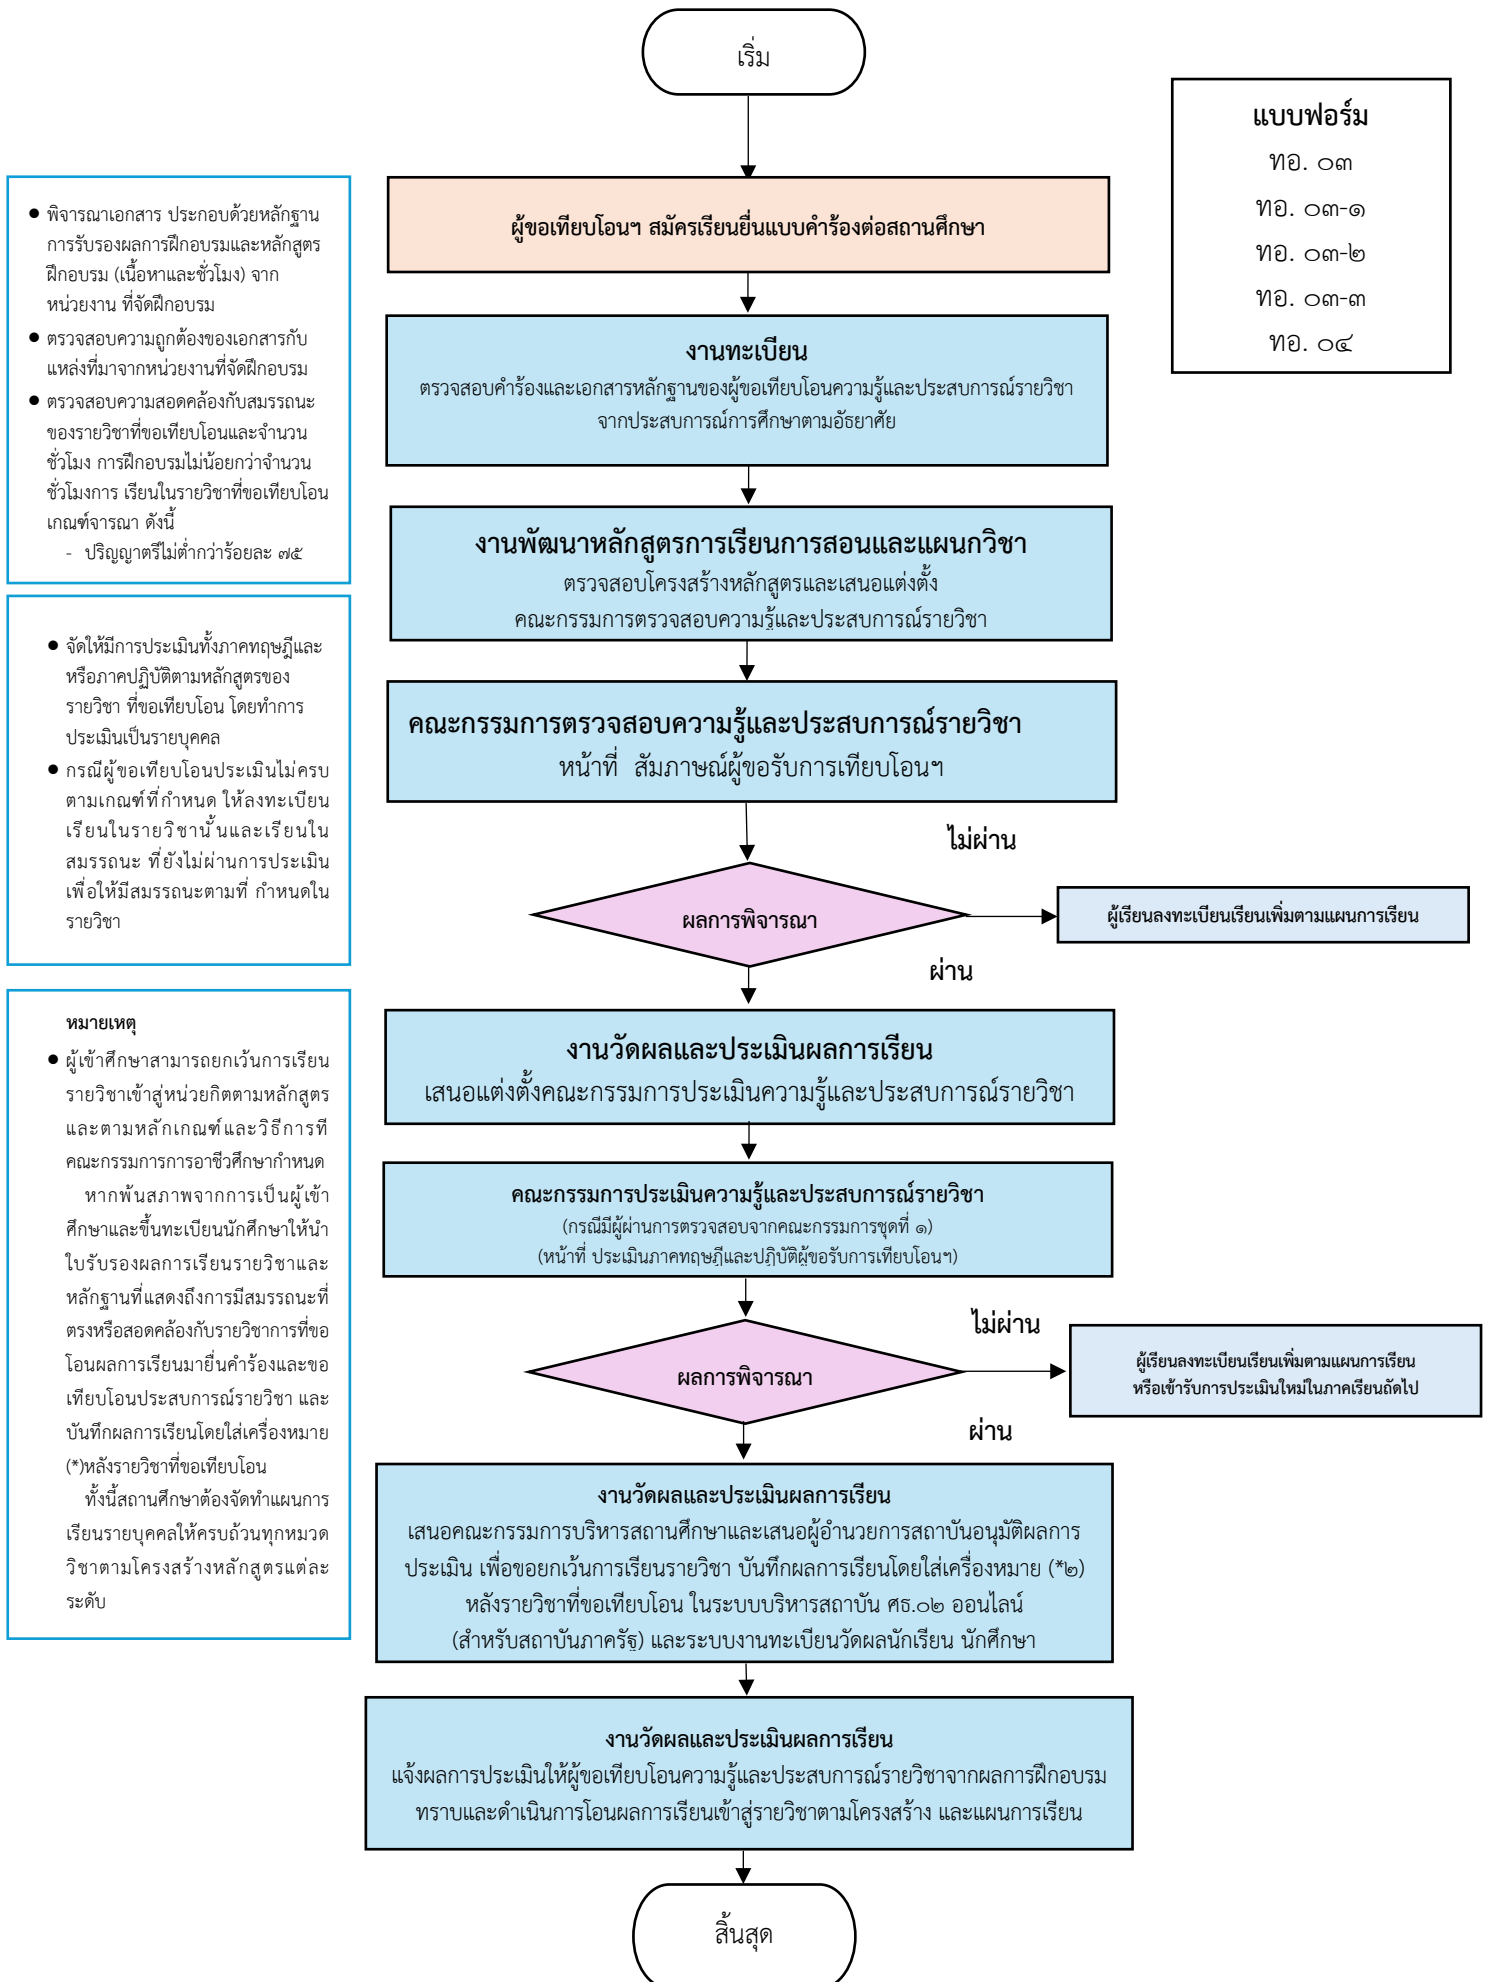 เริ่ม
แบบฟอร์ม
ทอ. ๐๓
ทอ. ๐๓-๑
ทอ. ๐๓-๒
ทอ. ๐๓-๓
ทอ. ๐๔
● พิจารณาเอกสาร ประกอบด้วยหลักฐาน
การรับรองผลการฝึกอบรมและหลักสูตร
ฝึกอบรม (เนื้อหาและชั่วโมง) จาก
หน่วยงาน ที่จัดฝึกอบรม
● ตรวจสอบความถูกต้องของเอกสารกับ
แหล่งที่มาจากหน่วยงานที่จัดฝึกอบรม
● ตรวจสอบความสอดคล้องกับสมรรถนะ
ของรายวิชาที่ขอเทียบโอนและจำนวน
ชั่วโมง การฝึกอบรมไม่น้อยกว่าจำนวน
ชั่วโมงการ เรียนในรายวิชาที่ขอเทียบโอน
เกณฑ์จารณา ดังนี้
- ปริญญาตรีไม่ต่ำกว่าร้อยละ ๗๕
● จัดให้มีการประเมินทั้งภาคทฤษฎีและ
หรือภาคปฏิบัติตามหลักสูตรของ
รายวิชา ที่ขอเทียบโอน โดยทำการ
ประเมินเป็นรายบุคคล
● กรณีผู้ขอเทียบโอนประเมินไม่ครบ
ตามเกณฑ์ที่กำหนด ให้ลงทะเบียน
เรียนในรายวิชานั้นและเรียนใน
สมรรถนะ ที่ยังไม่ผ่านการประเมิน
เพื่อให้มีสมรรถนะตามที่ กำหนดใน
รายวิชา
หมายเหตุ
● ผู้เข้าศึกษาสามารถยกเว้นการเรียน
รายวิชาเข้าสู่หน่วยกิตตามหลักสูตร
และตามหลักเกณฑ์และวิธีการที
คณะกรรมการการอาชีวศึกษากำหนด
หากพ้นสภาพจากการเป็นผู้เข้า
ศึกษาและขึ้นทะเบียนนักศึกษาให้นำ
ใบรับรองผลการเรียนรายวิชาและ
หลักฐานที่แสดงถึงการมีสมรรถนะที่
ตรงหรือสอดคล้องกับรายวิชาการที่ขอ
โอนผลการเรียนมายื่นคำร้องและขอ
เทียบโอนประสบการณ์รายวิชา และ
บันทึกผลการเรียนโดยใส่เครื่องหมาย
(*)หลังรายวิชาที่ขอเทียบโอน
ทั้งนี้สถานศึกษาต้องจัดทำแผนการ
เรียนรายบุคคลให้ครบถ้วนทุกหมวด
วิชาตามโครงสร้างหลักสูตรแต่ละ
ระดับ
ผู้ขอเทียบโอนฯ สมัครเรียนยื่นแบบคำร้องต่อสถานศึกษา
งานทะเบียน
ตรวจสอบคำร้องและเอกสารหลักฐานของผู้ขอเทียบโอนความรู้และประสบการณ์รายวิชา
จากประสบการณ์การศึกษาตามอัธยาศัย
งานพัฒนาหลักสูตรการเรียนการสอนและแผนกวิชา
ตรวจสอบโครงสร้างหลักสูตรและเสนอแต่งตั้ง
คณะกรรมการตรวจสอบความรู้และประสบการณ์รายวิชา
คณะกรรมการตรวจสอบความรู้และประสบการณ์รายวิชา
หน้าที่ สัมภาษณ์ผู้ขอรับการเทียบโอนฯ
ไม่ผ่าน
ผลการพิจารณา
ผู้เรียนลงทะเบียนเรียนเพิ่มตามแผนการเรียน
ผ่าน
งานวัดผลและประเมินผลการเรียน
เสนอแต่งตั้งคณะกรรมการประเมินความรู้และประสบการณ์รายวิชา
คณะกรรมการประเมินความรู้และประสบการณ์รายวิชา
(กรณีมีผู้ผ่านการตรวจสอบจากคณะกรรมการชุดที่ ๑)
(หน้าที่ ประเมินภาคทฤษฎีและปฏิบัติผู้ขอรับการเทียบโอนฯ)
ไม่ผ่าน
ผลการพิจารณา
ผู้เรียนลงทะเบียนเรียนเพิ่มตามแผนการเรียน
หรือเข้ารับการประเมินใหม่ในภาคเรียนถัดไป
ผ่าน
งานวัดผลและประเมินผลการเรียน
เสนอคณะกรรมการบริหารสถานศึกษาและเสนอผู้อำนวยการสถาบันอนุมัติผลการ
ประเมิน เพื่อขอยกเว้นการเรียนรายวิชา บันทึกผลการเรียนโดยใส่เครื่องหมาย (*๒)
หลังรายวิชาที่ขอเทียบโอน ในระบบบริหารสถาบัน ศธ.๐๒ ออนไลน์
(สำหรับสถาบันภาครัฐ) และระบบงานทะเบียนวัดผลนักเรียน นักศึกษา
งานวัดผลและประเมินผลการเรียน
แจ้งผลการประเมินให้ผู้ขอเทียบโอนความรู้และประสบการณ์รายวิชาจากผลการฝึกอบรม
ทราบและดำเนินการโอนผลการเรียนเข้าสู่รายวิชาตามโครงสร้าง และแผนการเรียน
สิ้นสุด